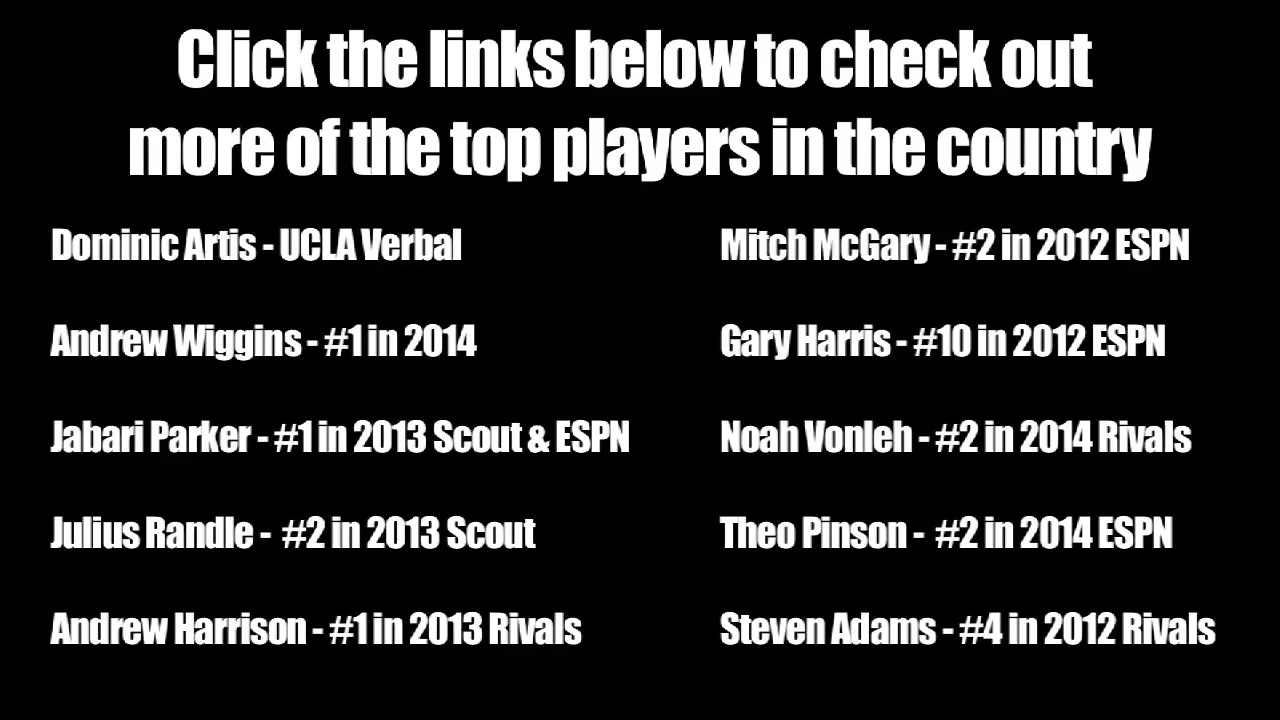 Click the links below to check out
more of the top players in the country
Dominic Artis - UCLA Verbal
Andrew Wiggins - #1 in 2014
Jabari Parker - #1 in 2013 Scout & ESPN
Julius Randle - #2 in 2013 Scout
Andrew Harrison - #1 in 2013 Rivals
Mitch McGary - #2 in 2012 ESPN
Gary Harris - #10 in 2012 ESPN
Noah Vonleh - #2 in 2014 Rivals
Theo Pinson - #2 in 2014 ESPN
Steven Adams - #4 in 2012 Rivals